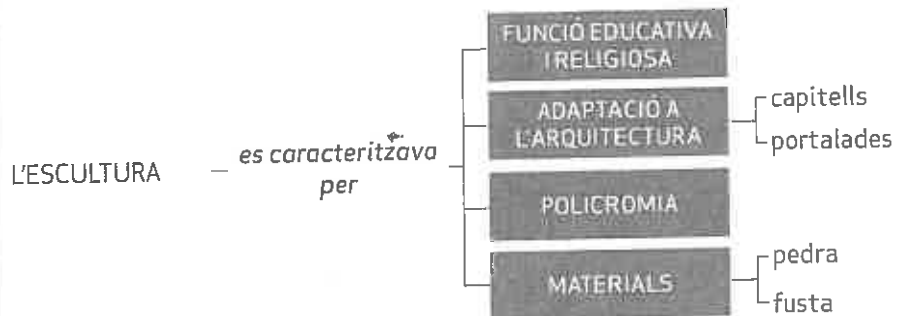 L'ESCULTURA
es caracteritzava
per
FUNCIÓ EDUCATIVA
I RELIGIOSA
ADAPTACIÓ A
L'ARQUITECTURA
capitells
portalades
POLICROMIA
MATERIALS
pedra
fusta